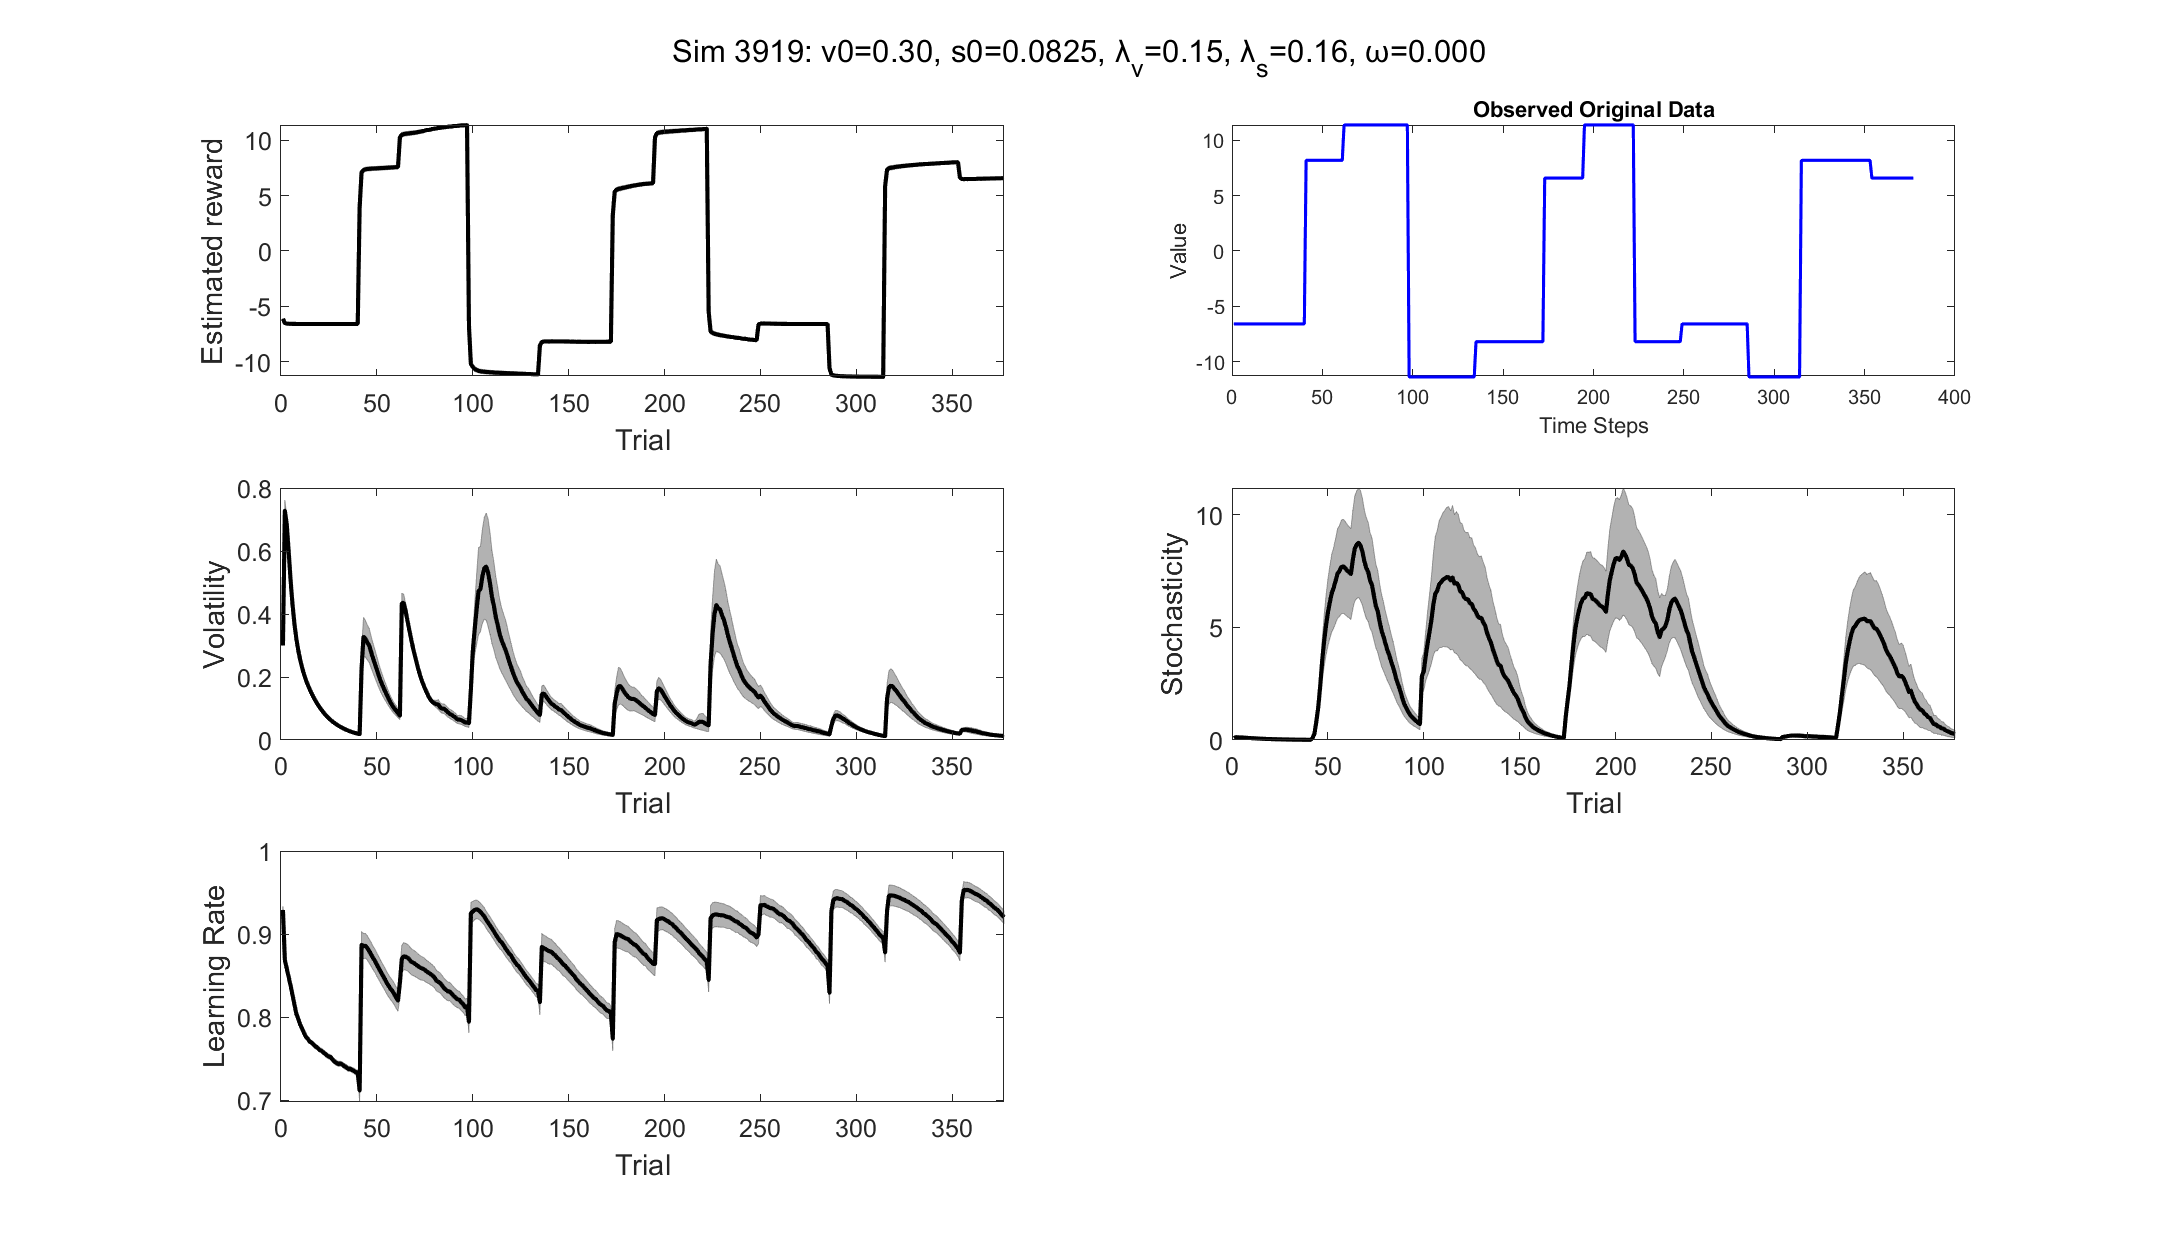 Sim 3919: v0=0.30, s0=0.0825, λ_v=0.15, λ_s=0.16, ω=0.000
Estimated reward
10
5
0
-5
-10
0 50 100 150 200 250 300 350
Trial
Observed Original Data
Value
10
5
0
-5
-10
0 50 100 150 200 250 300 350 400
Time Steps
Volatility
0.8
0.6
0.4
0.2
0
0 50 100 150 200 250 300 350
Trial
Stochasticity
10
5
0
0 50 100 150 200 250 300 350
Trial
Learning Rate
1
0.9
0.8
0.7
0 50 100 150 200 250 300 350
Trial